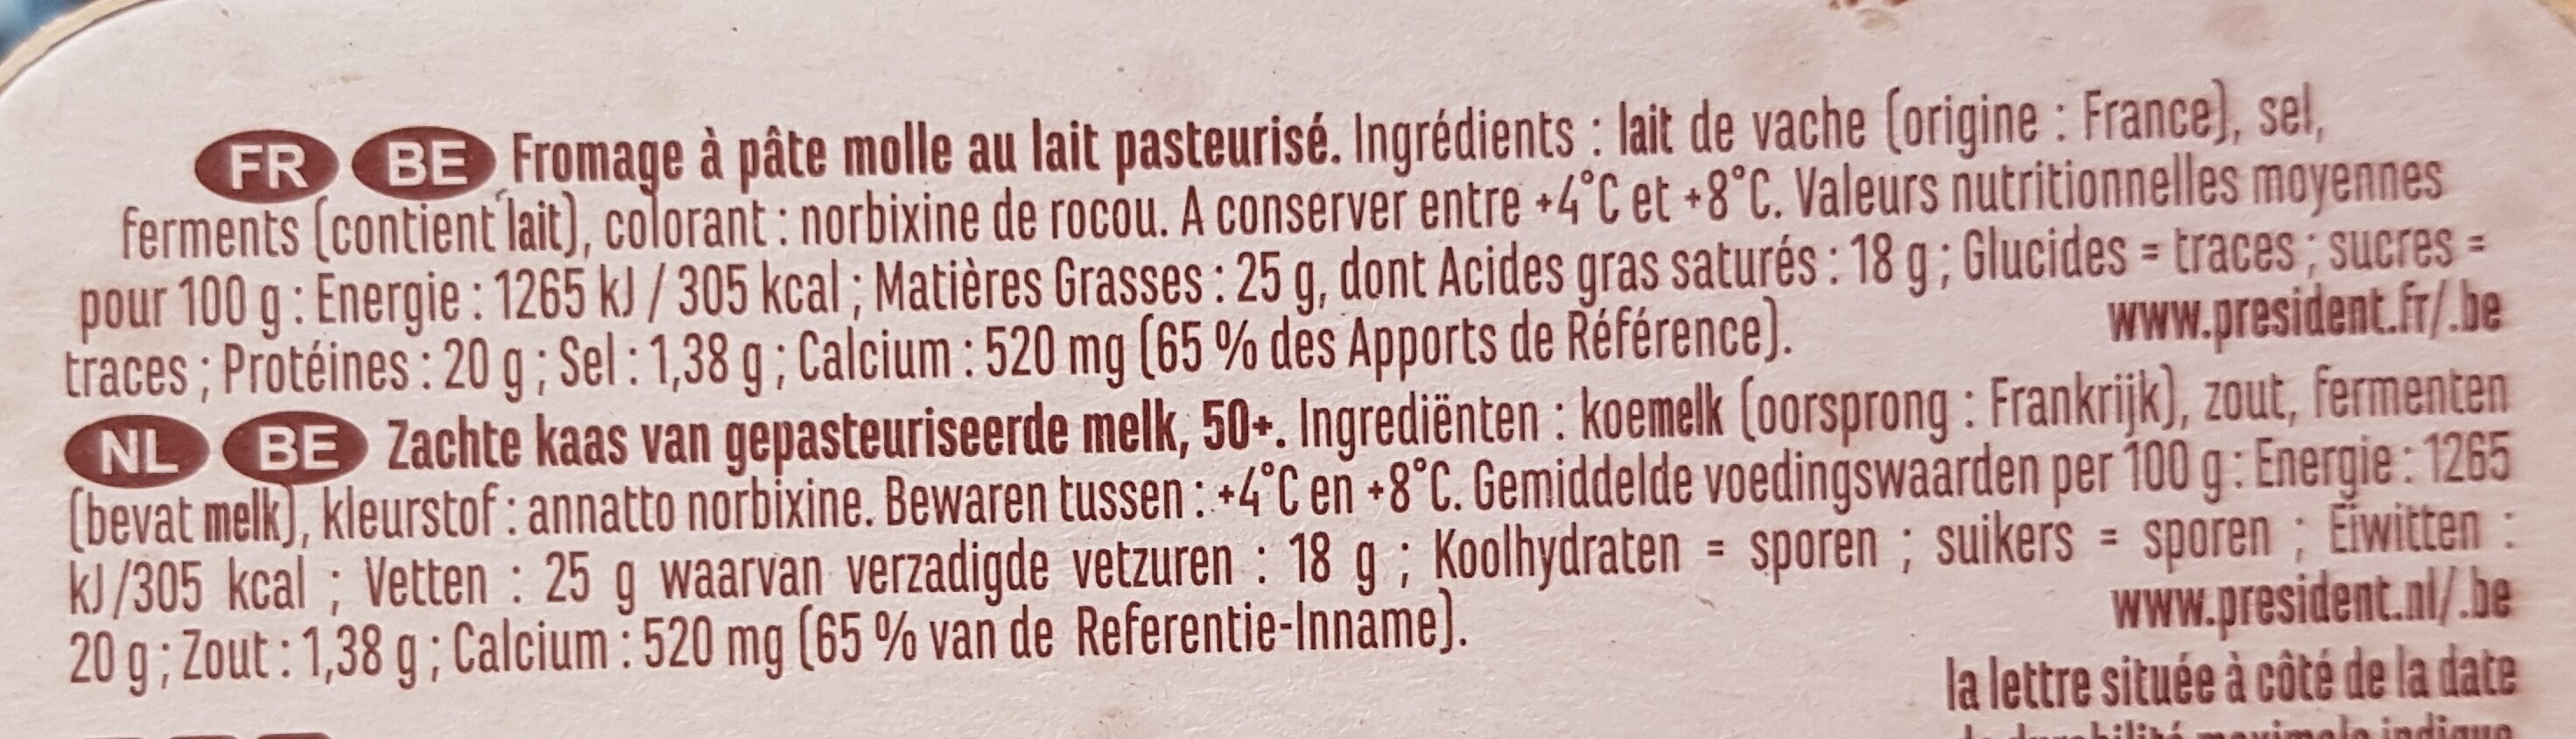 FR BE Fromage à pâte molle au lait pasteurisé. Ingrédients : lait de vache (origine : France), sel,
ferments (contient lait), colorant : norbixine de rocou. A conserver entre +4°C et +8°C. Valeurs nutritionnelles moyennes
pour 100 g : Energie : 1265 kJ / 305 kcal ; Matières Grasses : 25 g, dont Acides gras saturés : 18 g ; Glucides = traces ; sucres =
traces ; Protéines : 20 g ; Sel : 1,38 g ; Calcium : 520 mg (65 % des Apports de Référence).
www.president.fr/.be
NL BE Zachte kaas van gepasteuriseerde melk, 50+. Ingrediënten : koemelk (oorsprong : Frankrijk), zout, fermenten
(bevat melk), kleurstof : annatto norbixine. Bewaren tussen : +4°C en +8°C. Gemiddelde voedingswaarden per 100 g : Energie : 1265
kJ/305 kcal ; Vetten : 25 g waarvan verzadigde vetzuren : 18 g ; Koolhydraten = sporen ; suikers = sporen ; Eiwitten :
20 g ; Zout : 1,38 g ; Calcium : 520 mg (65 % van de Referentie-Inname).
www.president.nl/.be
la lettre située à côté de la date
de durabilité maximale indique